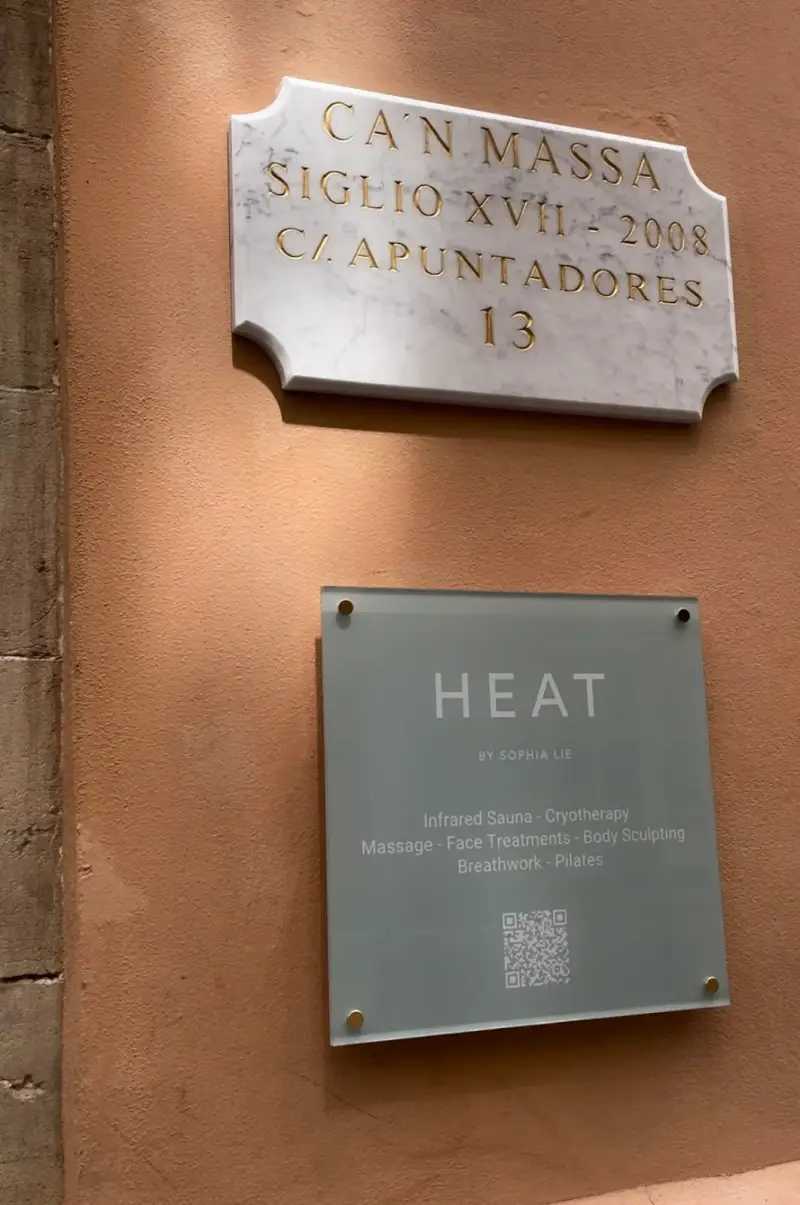 CA´N MASSA
SIGLIO XVII - 2008
C/. APUNTADORES
13
HEAT
BY SOPHIA LIE
Infrared Sauna - Cryotherapy
Massage - Face Treatments - Body Sculpting
Breathwork - Pilates